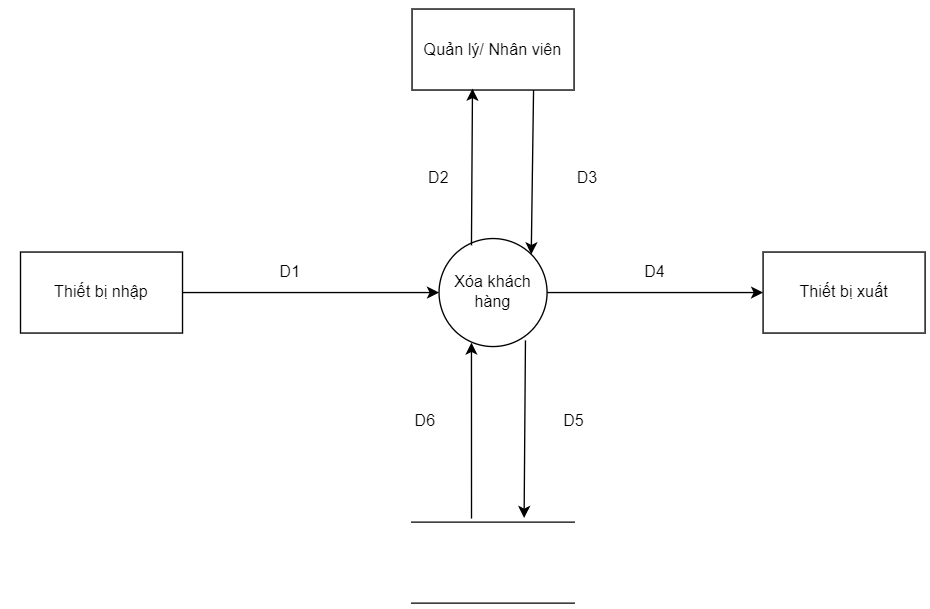 Quản lý/ Nhân viên
D2
D3
Thiết bị nhập
D1
Xóa khách
hàng
D4
Thiết bị xuất
D6
D5